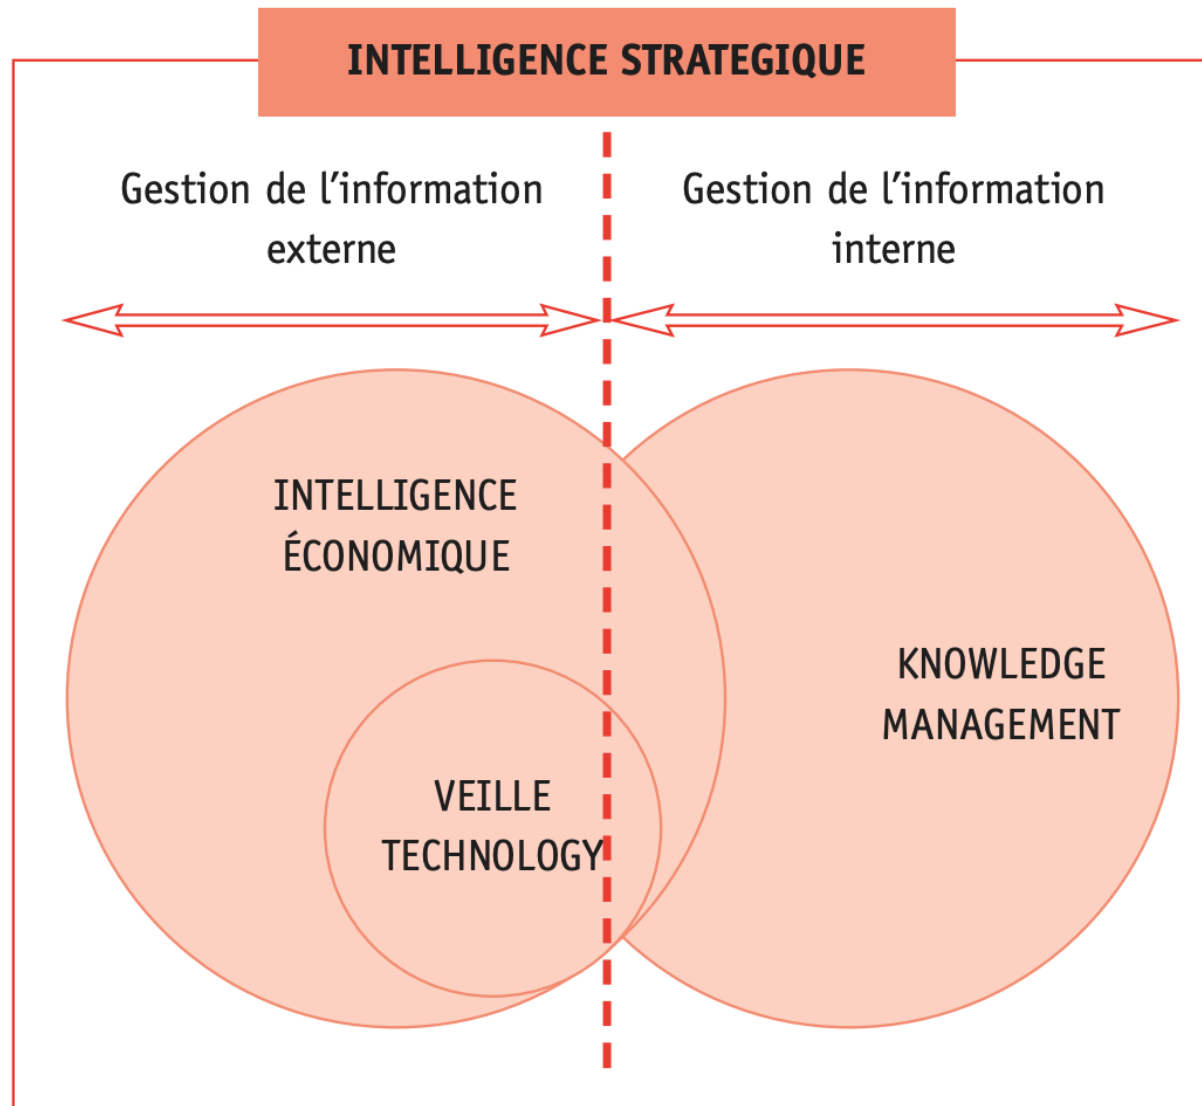 INTELLIGENCE STRATEGIQUE
Gestion de l'information
externe
Gestion de l'information
interne
INTELLIGENCE
ÉCONOMIQUE
KNOWLEDGE
MANAGEMENT
VEILLE
TECHNOLOGY